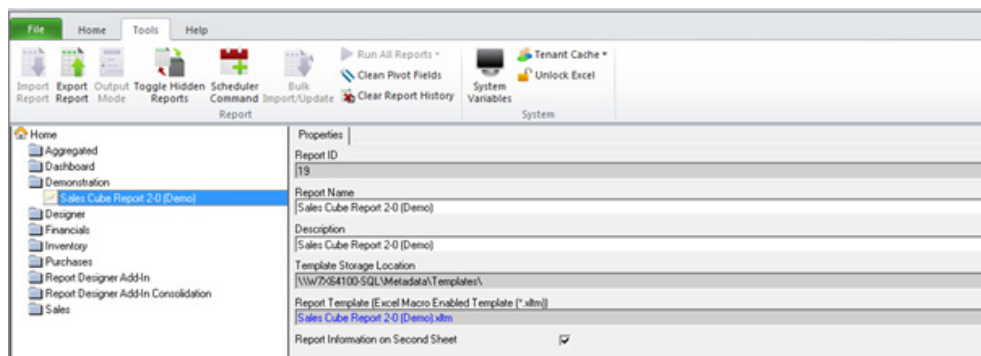 File Home Tools Help
Import Report
Export Report
Output Mode
Toggle Hidden Reports
Scheduler Command
Bulk Import/Update
Run All Reports
Clean Pivot Fields
Clear Report History
Report
System Variables
Tenant Cache
Unlock Excel
System
Home
Aggregated
Dashboard
Demonstration
Sales Cube Report 2-0 (Demo)
Designer
Financials
Inventory
Purchases
Report Designer Add-In
Report Designer Add-In Consolidation
Sales
Properties
Report ID
19
Report Name
Sales Cube Report 2-0 (Demo)
Description
Sales Cube Report 2-0 (Demo)
Template Storage Location
\\\W7X64100-SQL\Metadata\Templates\
Report Template (Excel Macro Enabled Template (*.xltm))
Sales Cube Report 2-0 (Demo).xltm
Report Information on Second Sheet